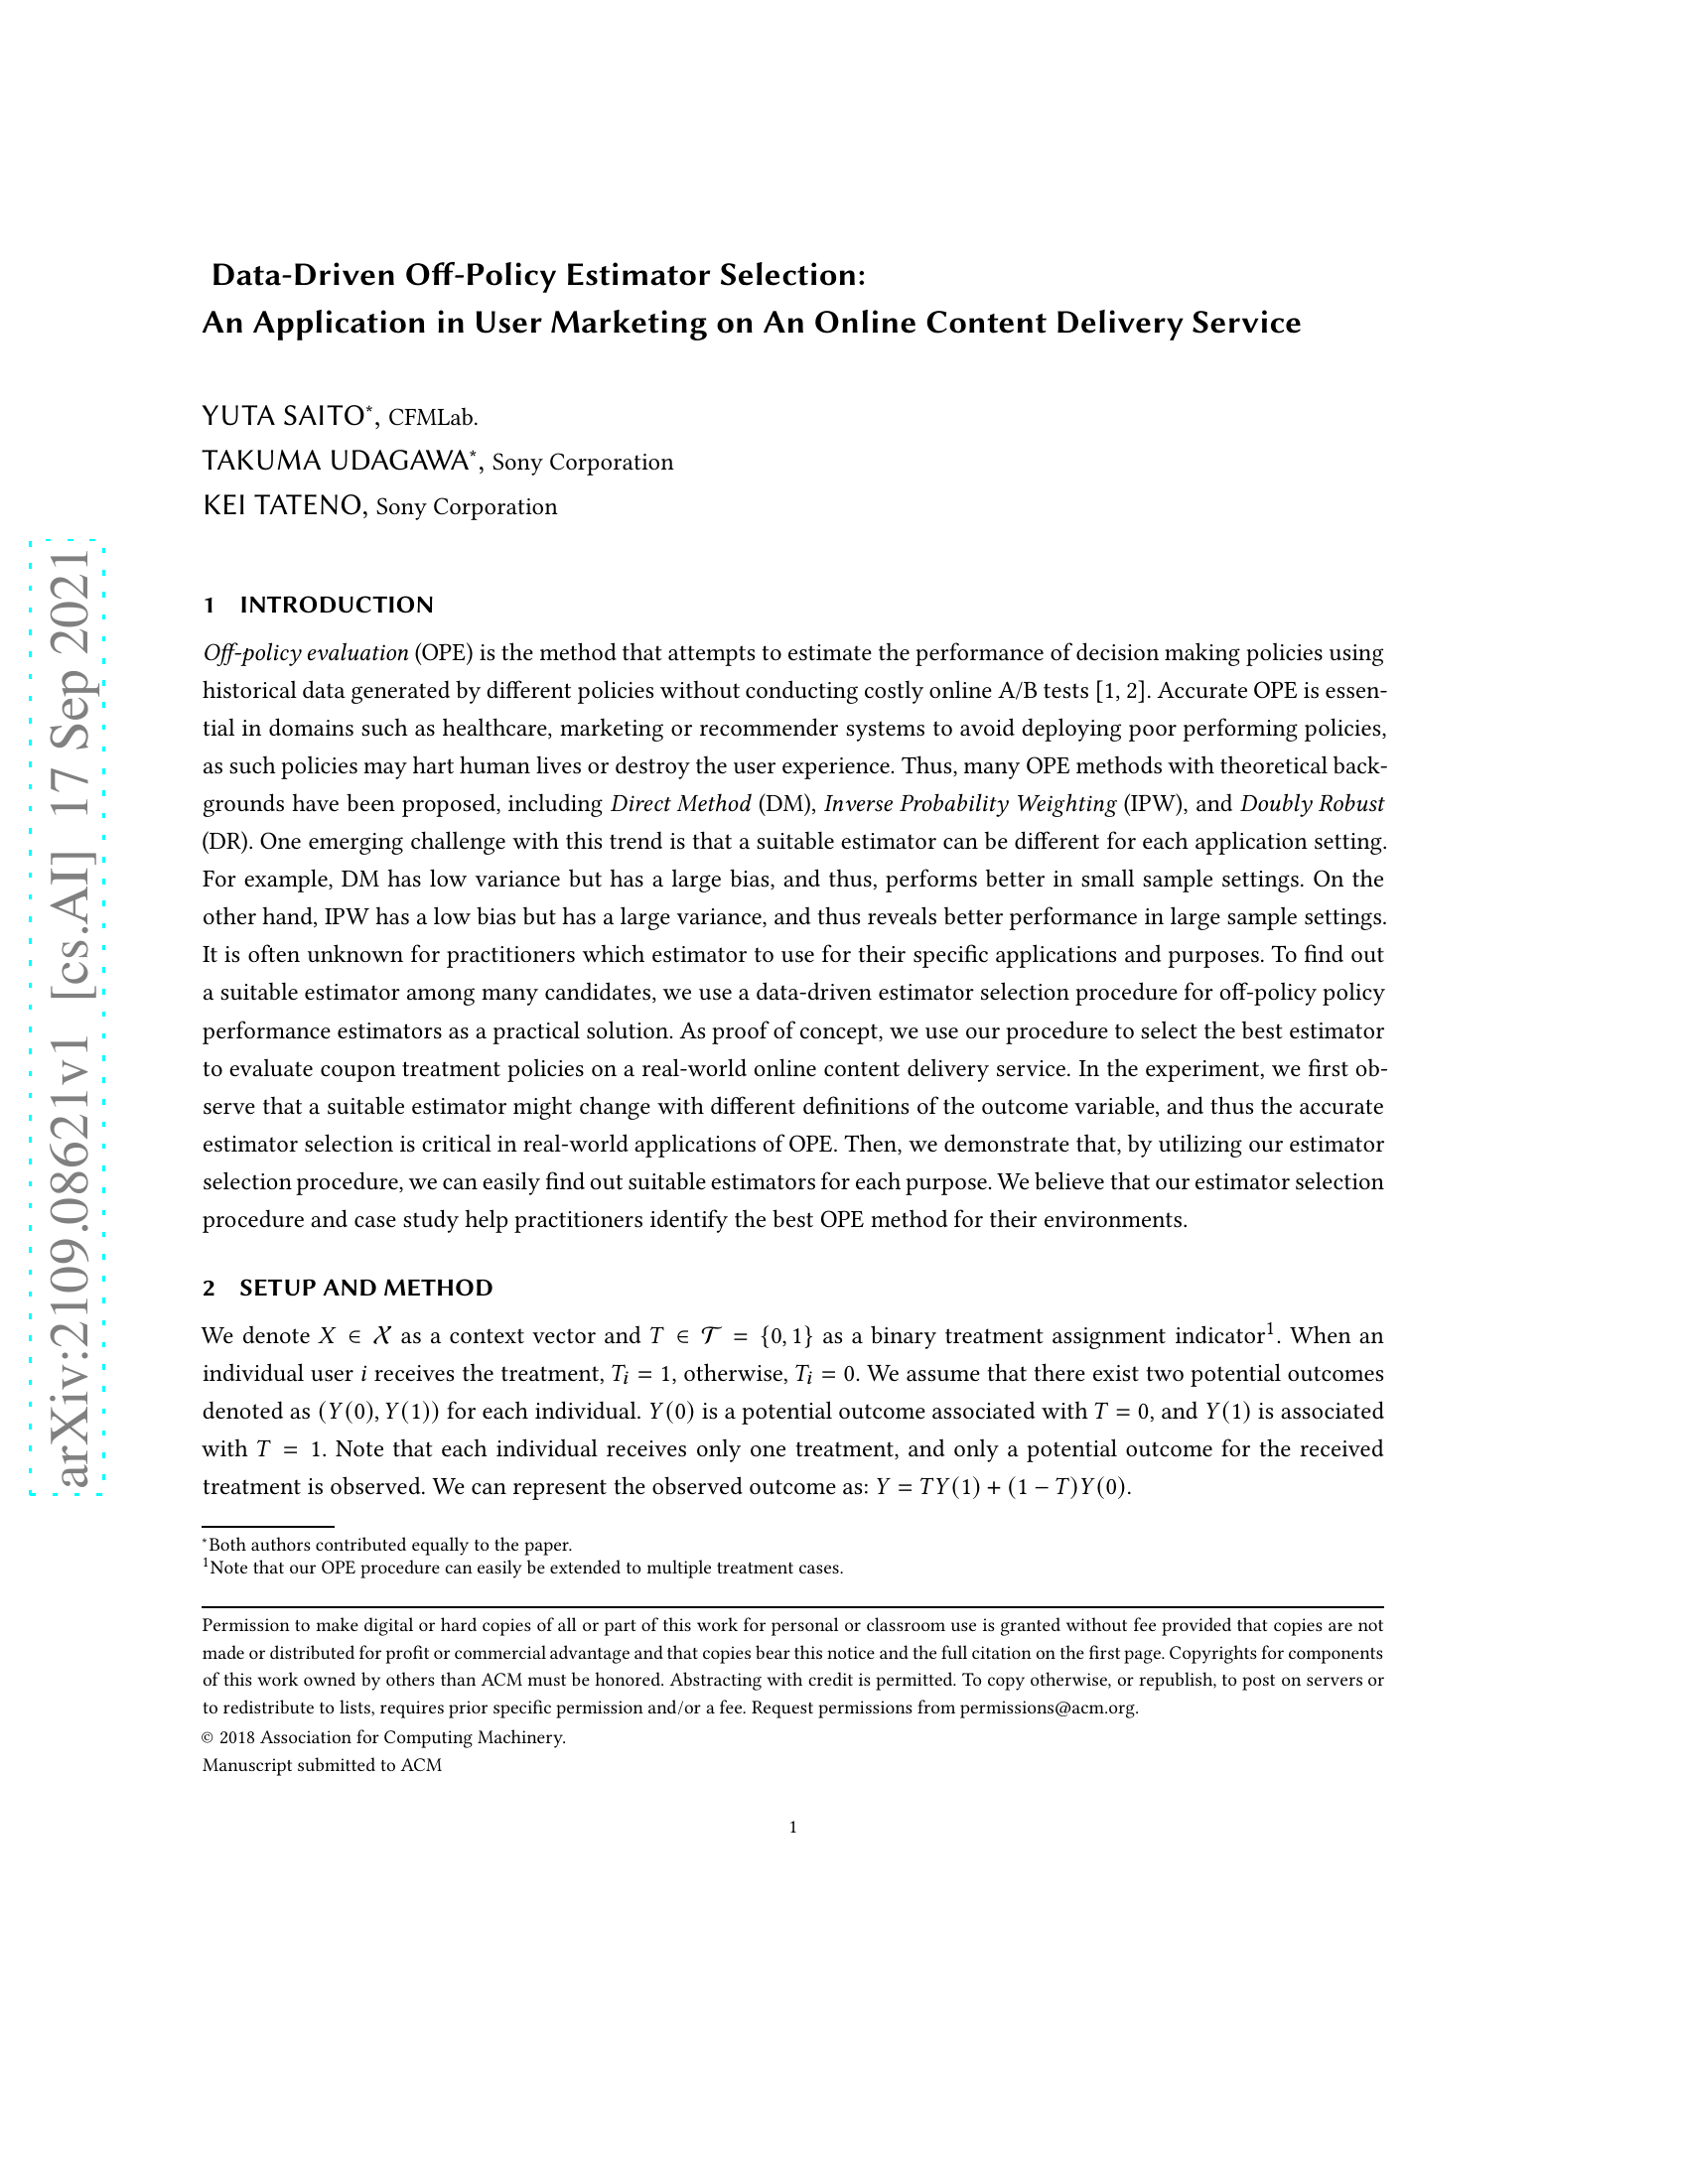 Data-Driven Off-Policy Estimator Selection:
An Application in User Marketing on An Online Content Delivery Service
YUTA SAITO*, CFMLab.
TAKUMA UDAGAWA*, Sony Corporation
KEI TATENO, Sony Corporation
arXiv:2109.08621v1 [cs.AI] 17 Sep 2021
1 INTRODUCTION
Off-policy evaluation (OPE) is the method that attempts to estimate the performance of decision making policies using
historical data generated by different policies without conducting costly online A/B tests [1, 2]. Accurate OPE is essen-
tial in domains such as healthcare, marketing or recommender systems to avoid deploying poor performing policies,
as such policies may hart human lives or destroy the user experience. Thus, many OPE methods with theoretical back-
grounds have been proposed, including Direct Method (DM), Inverse Probability Weighting (IPW), and Doubly Robust
(DR). One emerging challenge with this trend is that a suitable estimator can be different for each application setting.
For example, DM has low variance but has a large bias, and thus, performs better in small sample settings. On the
other hand, IPW has a low bias but has a large variance, and thus reveals better performance in large sample settings.
It is often unknown for practitioners which estimator to use for their specific applications and purposes. To find out
a suitable estimator among many candidates, we use a data-driven estimator selection procedure for off-policy policy
performance estimators as a practical solution. As proof of concept, we use our procedure to select the best estimator
to evaluate coupon treatment policies on a real-world online content delivery service. In the experiment, we first ob-
serve that a suitable estimator might change with different definitions of the outcome variable, and thus the accurate
estimator selection is critical in real-world applications of OPE. Then, we demonstrate that, by utilizing our estimator
selection procedure, we can easily find out suitable estimators for each purpose. We believe that our estimator selection
procedure and case study help practitioners identify the best OPE method for their environments.
2 SETUP AND METHOD
We denote X ∈ 𝒳 as a context vector and T ∈ 𝒯 = {0, 1} as a binary treatment assignment indicator¹. When an
individual user i receives the treatment, Tᵢ = 1, otherwise, Tᵢ = 0. We assume that there exist two potential outcomes
denoted as (Y(0), Y(1)) for each individual. Y(0) is a potential outcome associated with T = 0, and Y(1) is associated
with T = 1. Note that each individual receives only one treatment, and only a potential outcome for the received
treatment is observed. We can represent the observed outcome as: Y = TY(1) + (1 − T)Y(0).
*Both authors contributed equally to the paper.
¹Note that our OPE procedure can easily be extended to multiple treatment cases.
Permission to make digital or hard copies of all or part of this work for personal or classroom use is granted without fee provided that copies are not
made or distributed for profit or commercial advantage and that copies bear this notice and the full citation on the first page. Copyrights for components
of this work owned by others than ACM must be honored. Abstracting with credit is permitted. To copy otherwise, or republish, to post on servers or
to redistribute to lists, requires prior specific permission and/or a fee. Request permissions from permissions@acm.org.
© 2018 Association for Computing Machinery.
Manuscript submitted to ACM
1